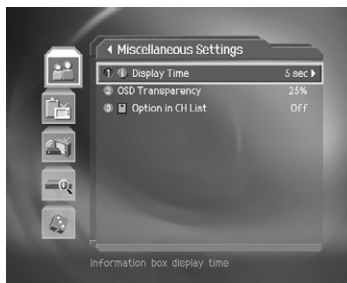 Miscellaneous Settings
1 Display Time 5 sec
2 OSD Transparency 25%
3 Option in CH List Off
Information box display time